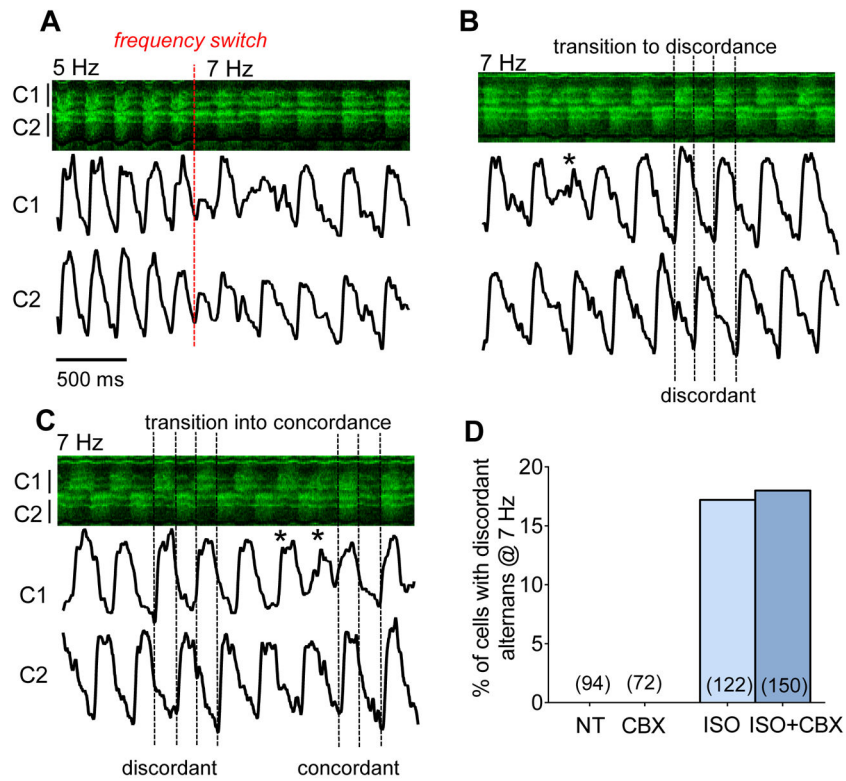 A
frequency switch
5 Hz
7 Hz
C1
C2
C1
C2
500 ms
B
7 Hz
transition to discordance
*
discordant
C
transition into concordance
7 Hz
C1
C2
* *
C1
C2
discordant
concordant
D
% of cells with discordant
alternans @ 7 Hz
20
15
10
5
0
(94) (72) (122) (150)
NT CBX ISO ISO+CBX